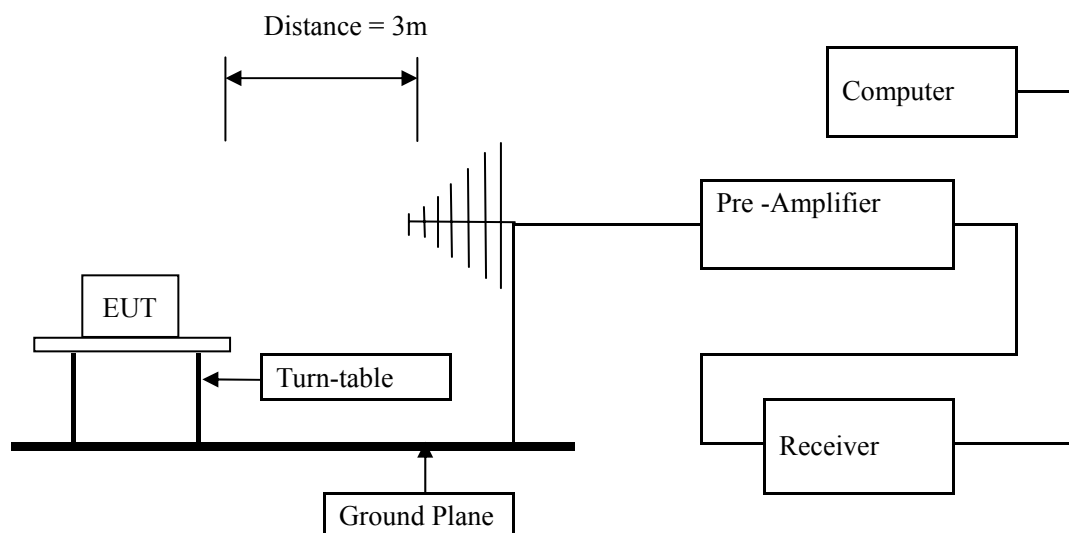 Distance = 3m
Computer
Pre -Amplifier
EUT
Turn-table
Receiver
Ground Plane